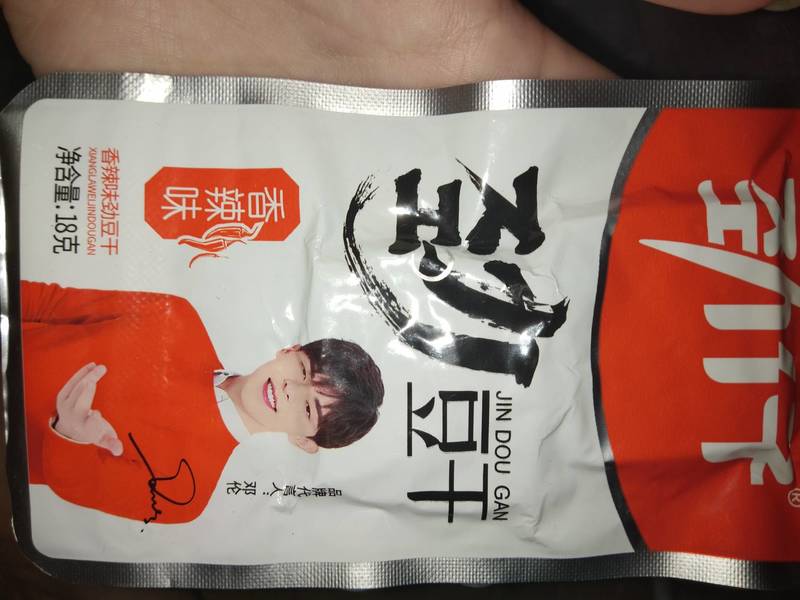 劲仔
®
JIN DOU GAN
劲豆干
品牌代言人：邓伦
香辣味
香辣味劲豆干
XIANGLAWEIJINDOUGAN
净含量:18克